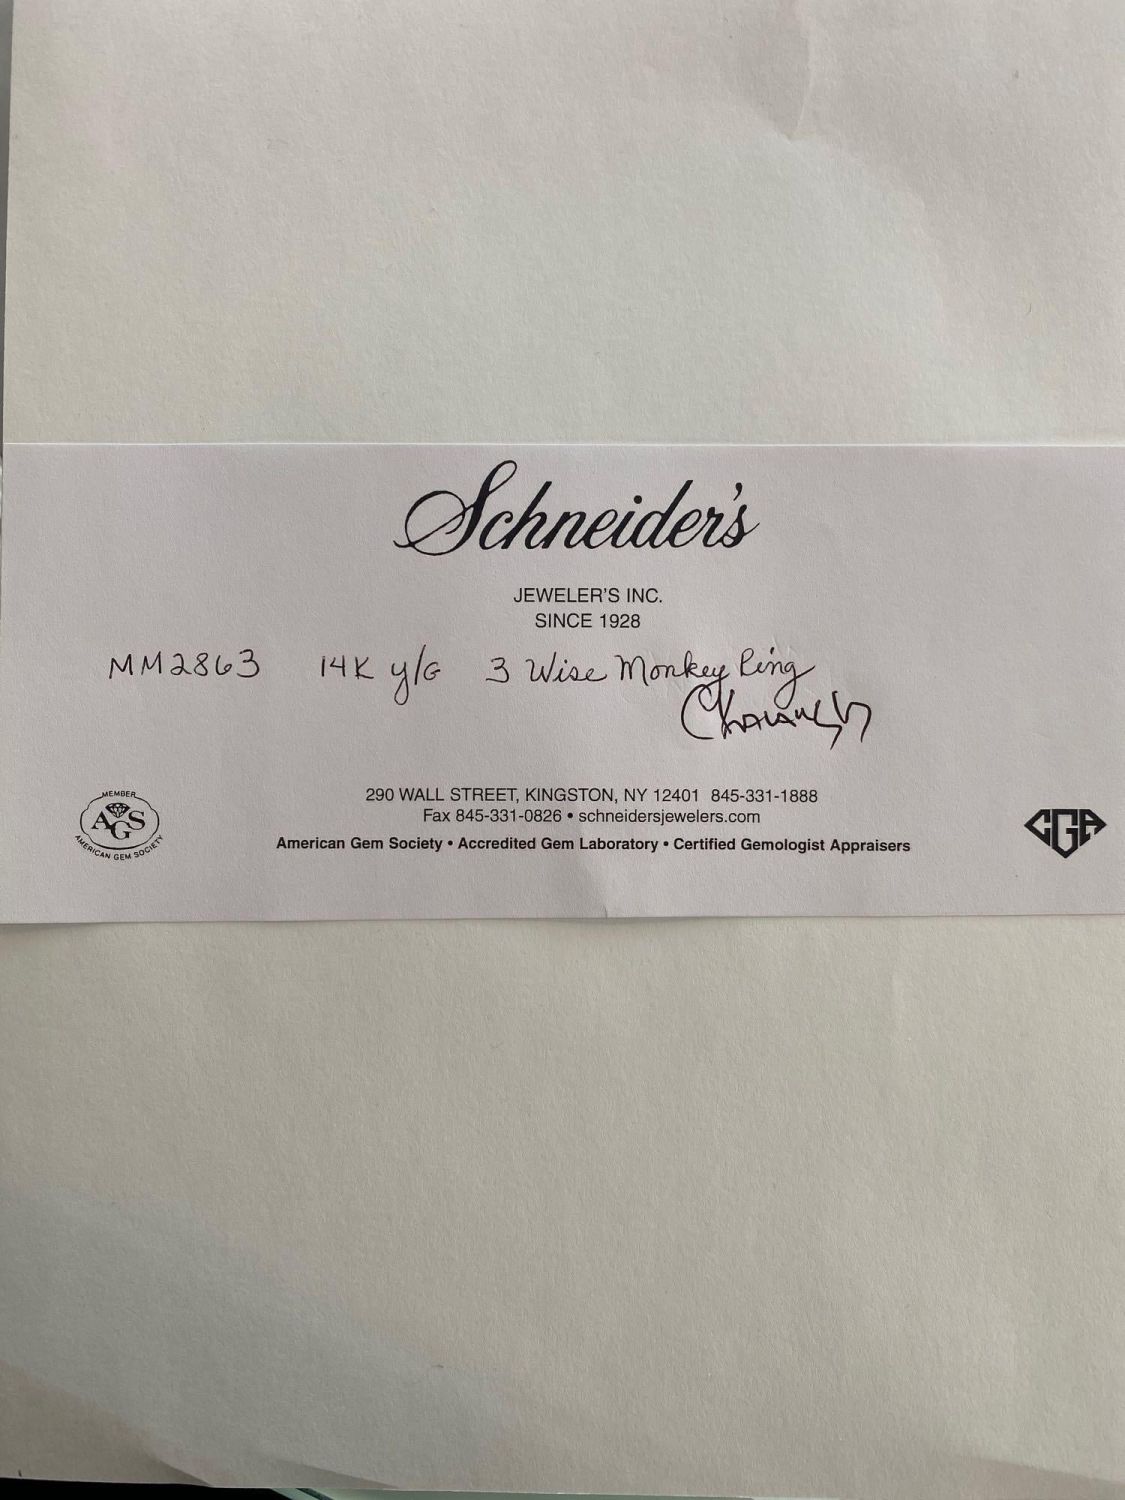 Schneider's
JEWELER'S INC.
SINCE 1928
MM2863 14K y/G 3 Wise Monkey Ring
MEMBER
AGS
AMERICAN GEM SOCIETY
290 WALL STREET, KINGSTON, NY 12401 845-331-1888
Fax 845-331-0826 • schneidersjewelers.com
American Gem Society • Accredited Gem Laboratory • Certified Gemologist Appraisers
CGA